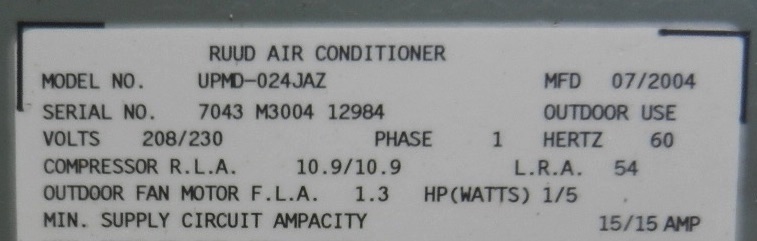 RUUD AIR CONDITIONER
MODEL NO. UPMD-024JAZ MFD 07/2004
SERIAL NO. 7043 M3004 12984 OUTDOOR USE
VOLTS 208/230 PHASE 1 HERTZ 60
COMPRESSOR R.L.A. 10.9/10.9 L.R.A. 54
OUTDOOR FAN MOTOR F.L.A. 1.3 HP(WATTS) 1/5
MIN. SUPPLY CIRCUIT AMPACITY 15/15 AMP